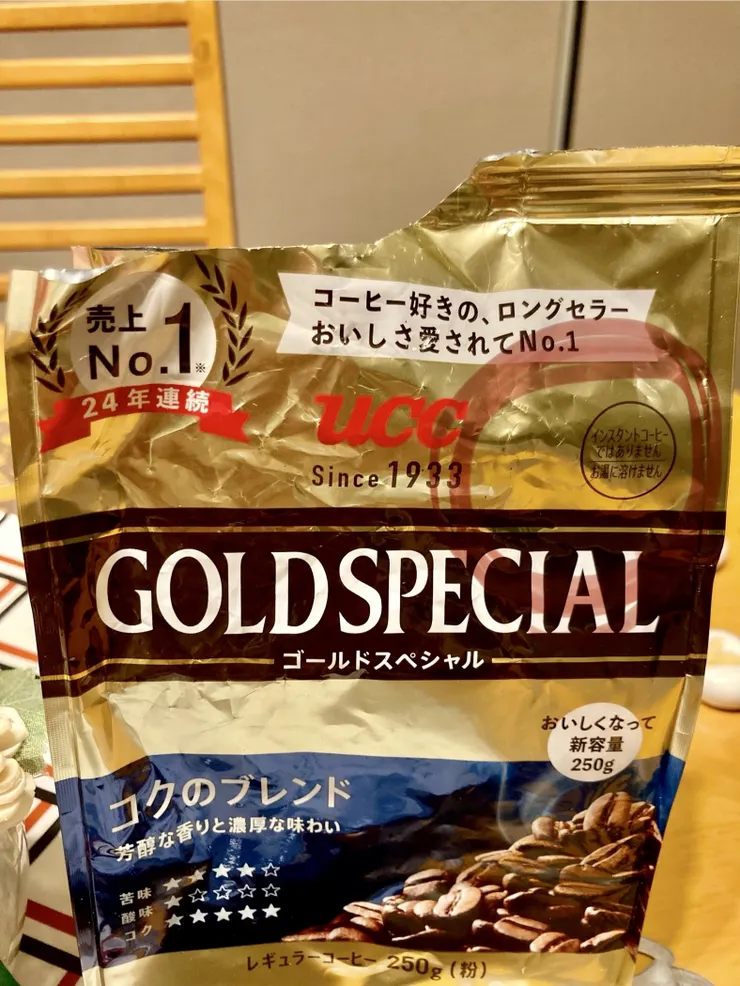 売上
No.1※
24年連続
コーヒー好きの、ロングセラー
おいしさ愛されてNo.1
UCC
Since 1933
インスタントコーヒー
ではありません
お湯に溶けません
GOLD SPECIAL
ゴールドスペシャル
おいしくなって
新容量
250g
コクのブレンド
芳醇な香りと濃厚な味わい
苦味 ★★★★☆
酸味 ★☆☆☆☆
コク ★★★★★
レギュラーコーヒー 250g (粉)